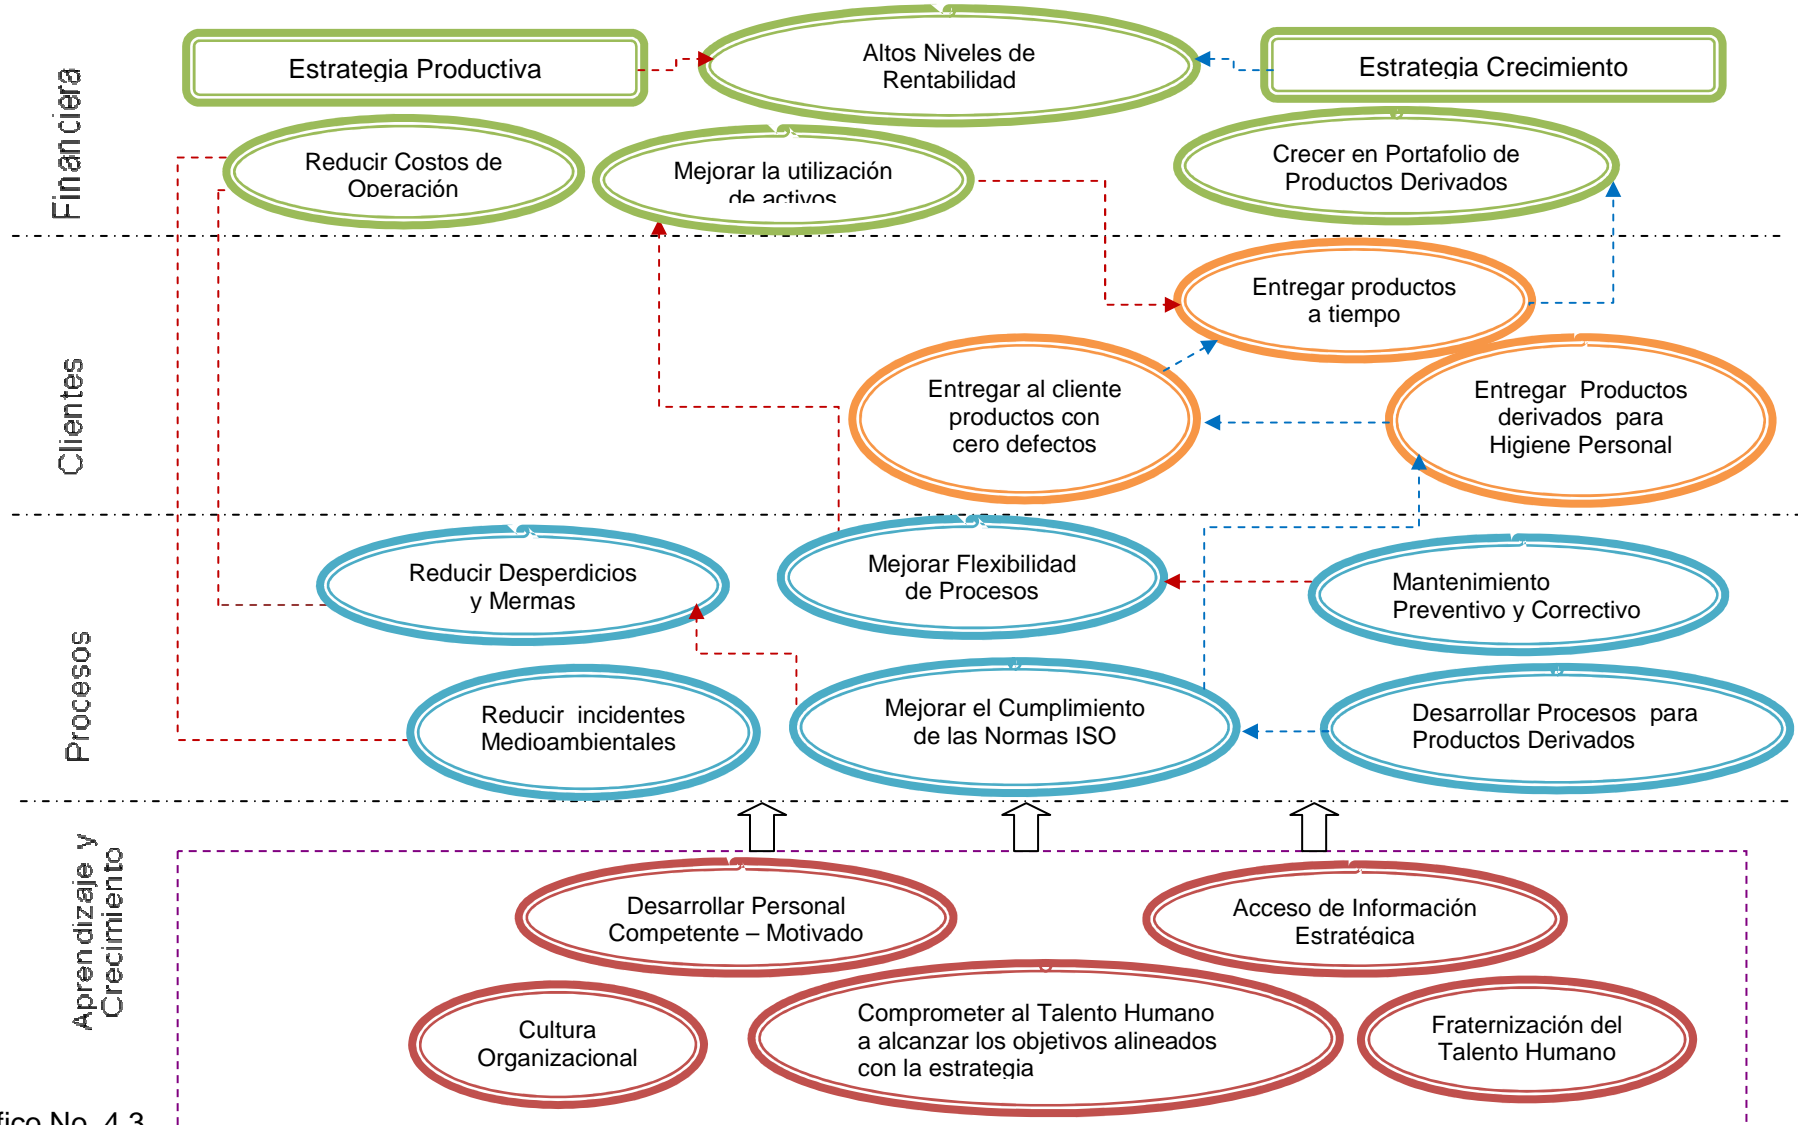 Financiera
Estrategia Productiva
Altos Niveles de
Rentabilidad
Estrategia Crecimiento
Reducir Costos de
Operación
Mejorar la utilización
de activos
Crecer en Portafolio de
Productos Derivados
Clientes
Entregar productos
a tiempo
Entregar al cliente
productos con
cero defectos
Entregar Productos
derivados para
Higiene Personal
Procesos
Reducir Desperdicios
y Mermas
Mejorar Flexibilidad
de Procesos
Mantenimiento
Preventivo y Correctivo
Reducir incidentes
Medioambientales
Mejorar el Cumplimiento
de las Normas ISO
Desarrollar Procesos para
Productos Derivados
Aprendizaje y
Crecimiento
Desarrollar Personal
Competente – Motivado
Acceso de Información
Estratégica
Cultura
Organizacional
Comprometer al Talento Humano
a alcanzar los objetivos alineados
con la estrategia
Fraternización del
Talento Humano
fico No. 4.3